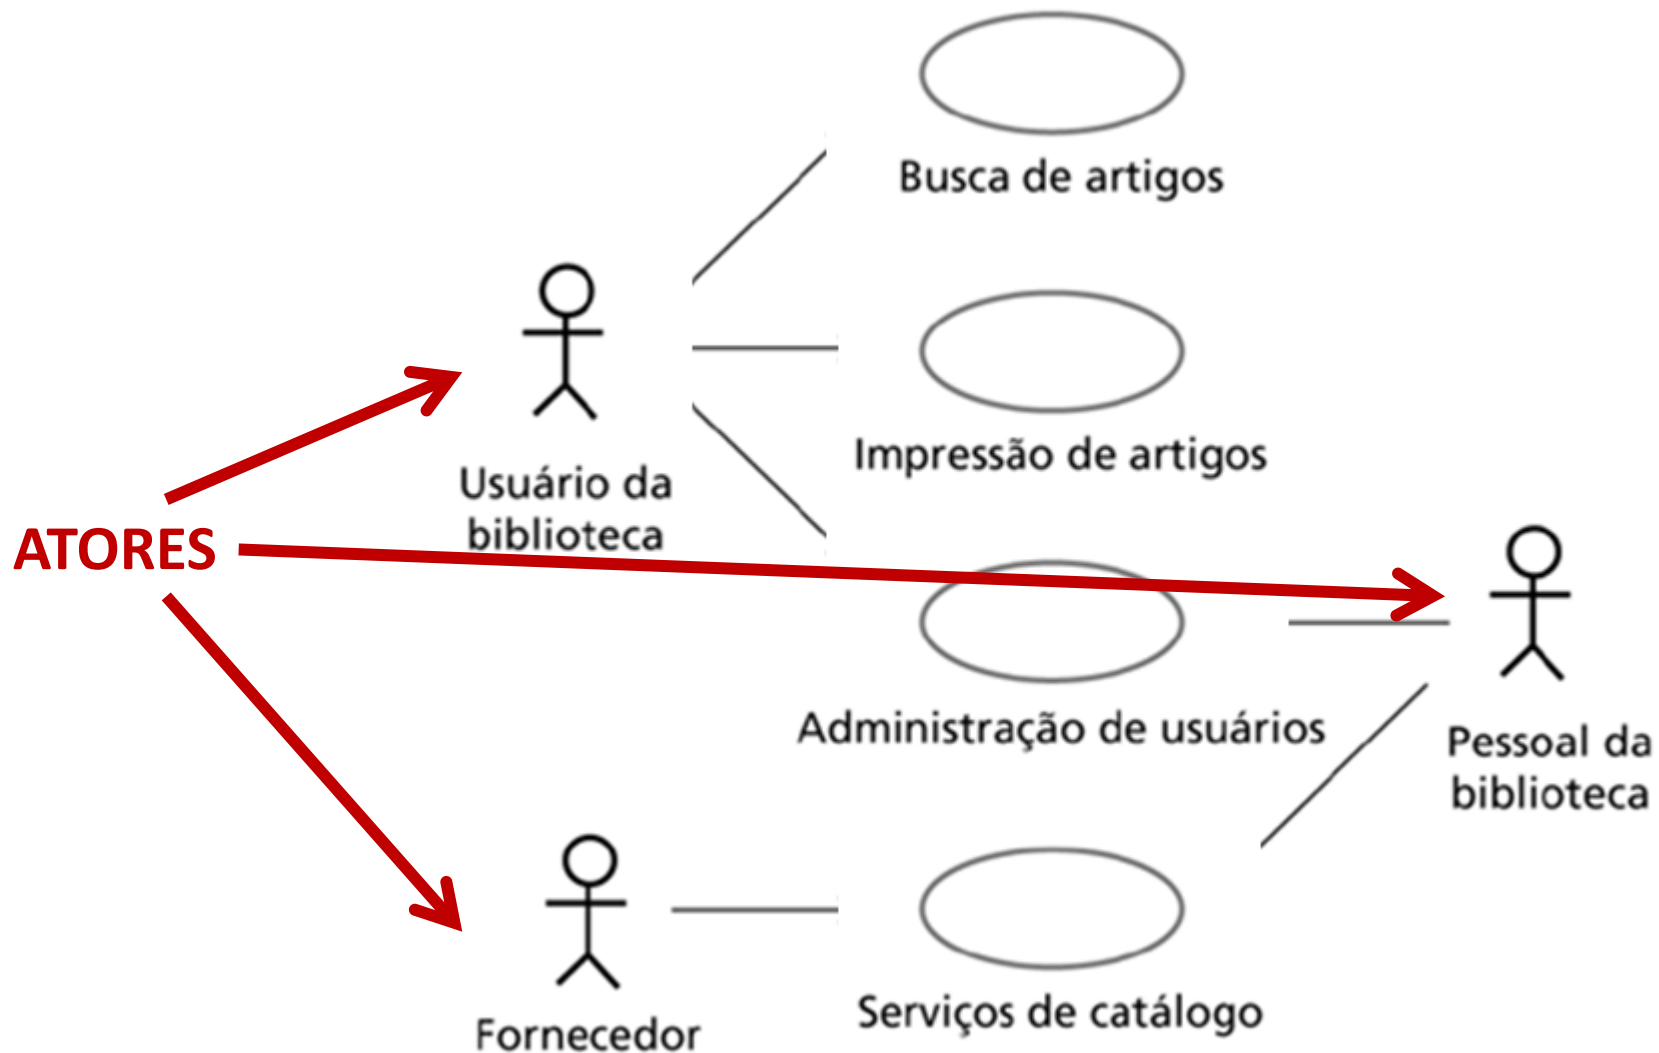 Busca de artigos
Impressão de artigos
Usuário da
biblioteca
ATORES
Administração de usuários
Pessoal da
biblioteca
Serviços de catálogo
Fornecedor